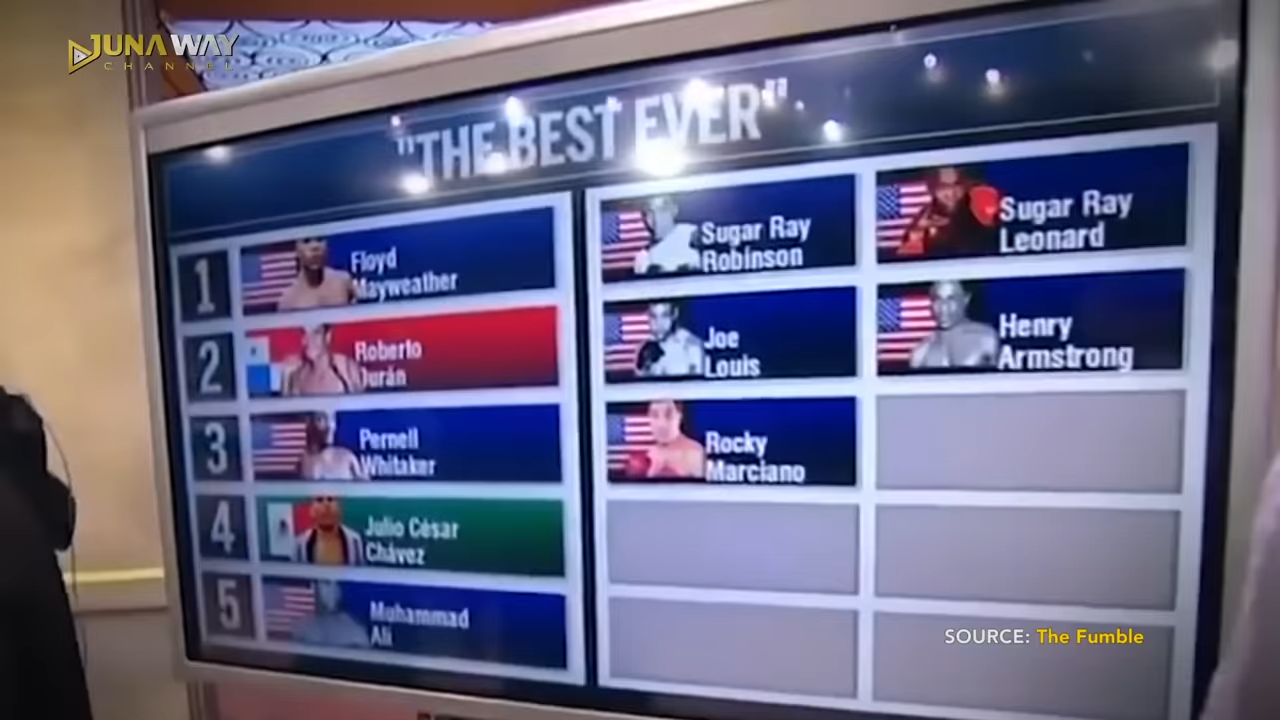 JUNA WAY
CHANNEL
"THE BEST EVER"
1
Floyd
Mayweather
2
Roberto
Durán
3
Pernell
Whitaker
4
Julio César
Chávez
5
Muhammad
Ali
Sugar Ray
Robinson
Sugar Ray
Leonard
Joe
Louis
Henry
Armstrong
Rocky
Marciano
SOURCE: The Fumble